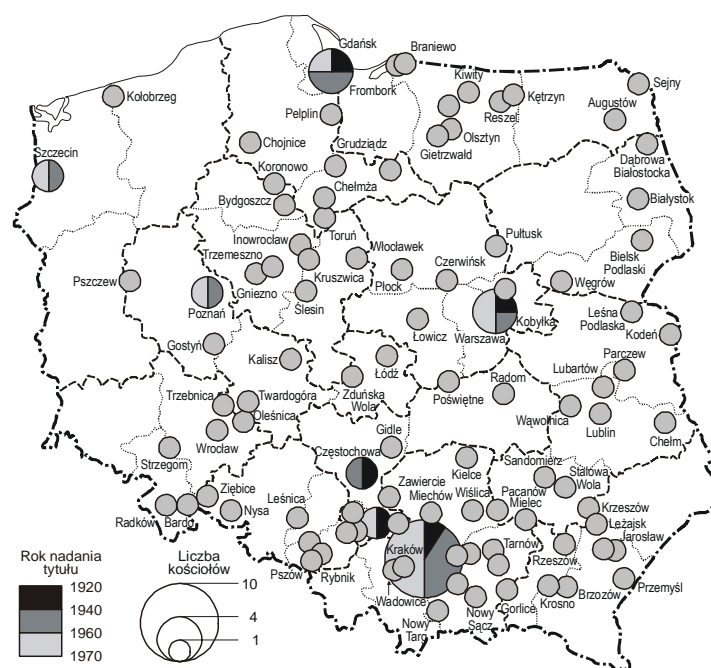 Gdańsk
Braniewo
Frombork
Kiwity
Kętrzyn
Sejny
Kołobrzeg
Reszel
Augustów
Pelplin
Olsztyn
Chojnice
Grudziądz
Gietrzwałd
Szczecin
Dąbrowa
Białostocka
Koronowo
Chełmża
Białystok
Bydgoszcz
Toruń
Pułtusk
Inowrocław
Włocławek
Bielsk
Podlaski
Trzemeszno
Czerwińsk
Pszczew
Kruszwica
Płock
Węgrów
Gniezno
Ślesin
Poznań
Kobyłka
Leśna
Podlaska
Kodeń
Łowicz
Warszawa
Gostyń
Kalisz
Łódź
Parczew
Lubartów
Zduńska
Wola
Radom
Trzebnica
Twardogóra
Poświętne
Wąwolnica
Oleśnica
Lublin
Chełm
Wrocław
Gidle
Strzegom
Częstochowa
Kielce
Sandomierz
Stalowa
Wola
Ziębice
Zawiercie
Miechów
Wiślica
Pacanów
Mielec
Krzeszów
Leśnica
Radków
Bardo
Nysa
Leżajsk
Jarosław
Kraków
Tarnów
Rzeszów
Pszów
Rybnik
Przemyśl
Wadowice
Nowy
Targ
Nowy
Sącz
Gorlice
Krosno
Brzozów
Rok nadania
tytułu
1920
1940
1960
1970
Liczba
kościołów
10
4
1